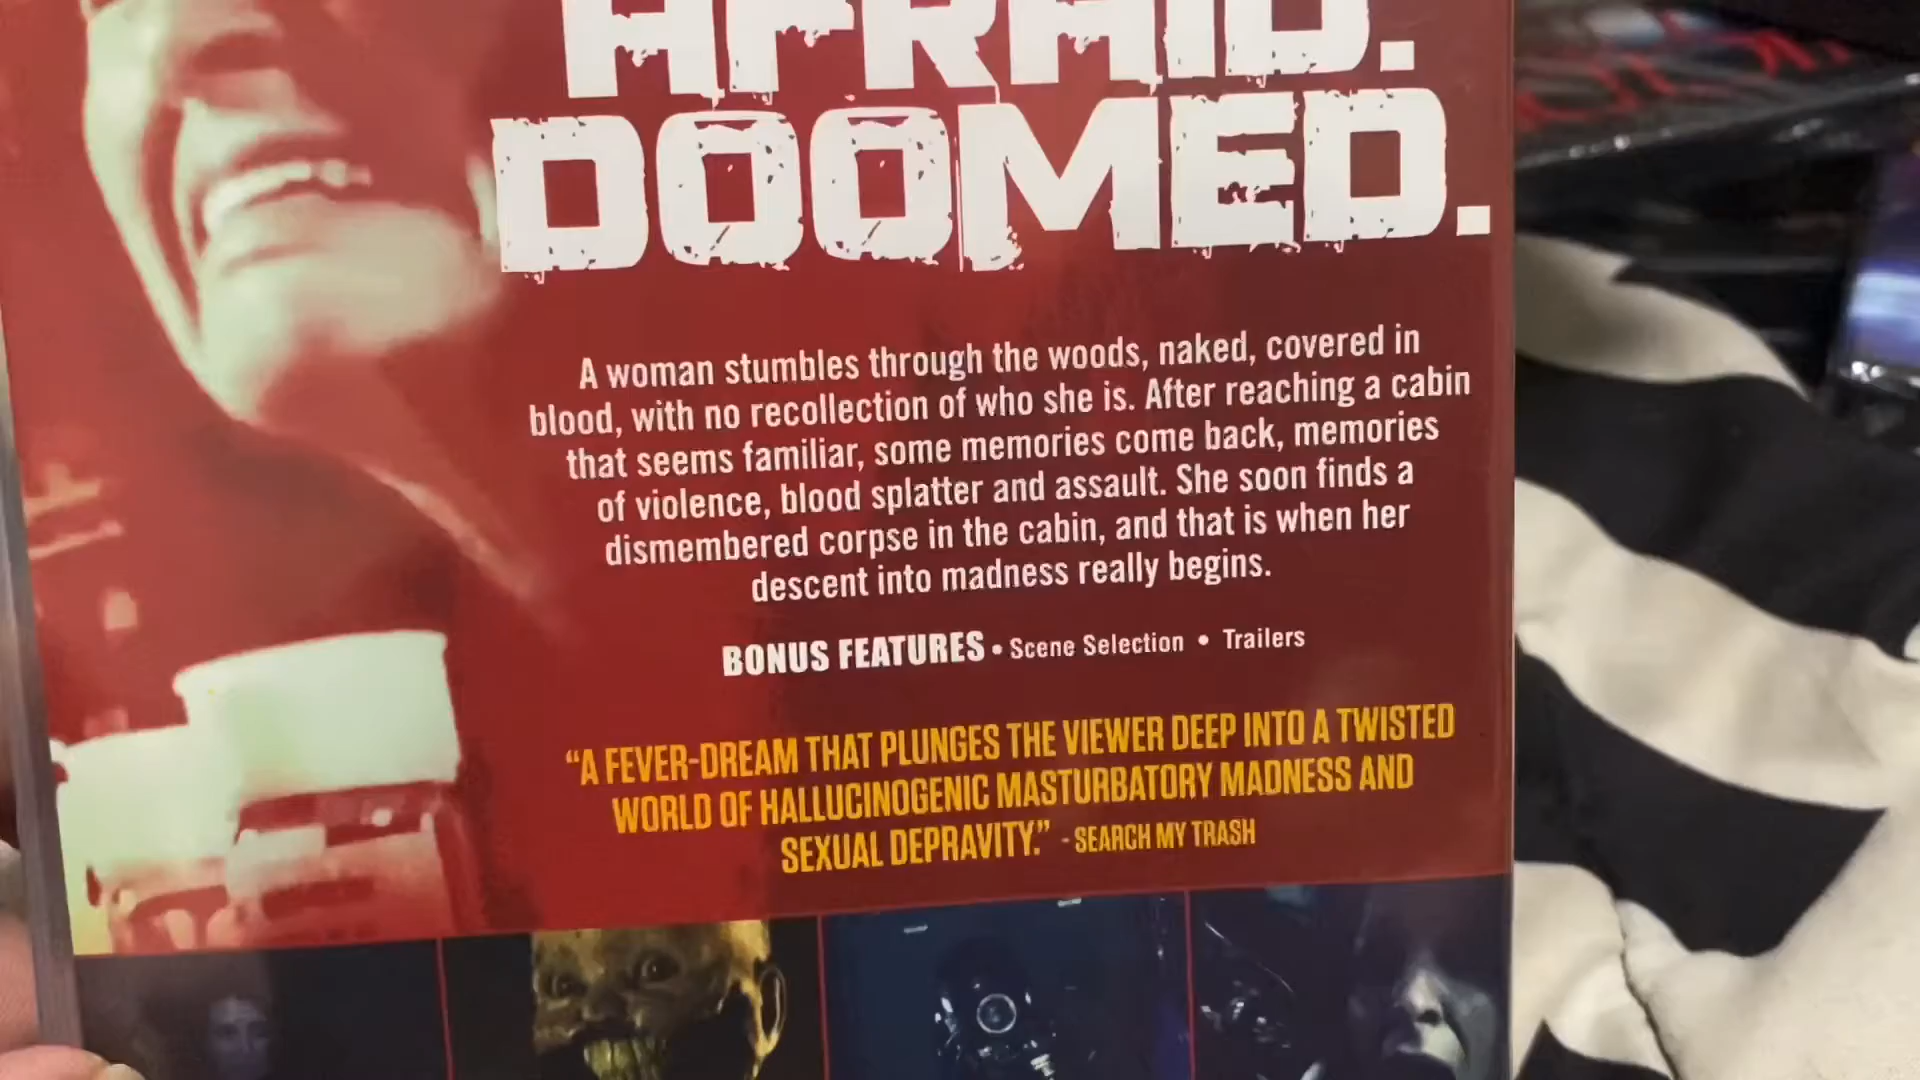 AFRAID.
DOOMED.
A woman stumbles through the woods, naked, covered in
blood, with no recollection of who she is. After reaching a cabin
that seems familiar, some memories come back, memories
of violence, blood splatter and assault. She soon finds a
dismembered corpse in the cabin, and that is when her
descent into madness really begins.
BONUS FEATURES • Scene Selection • Trailers
“A FEVER-DREAM THAT PLUNGES THE VIEWER DEEP INTO A TWISTED
WORLD OF HALLUCINOGENIC MASTURBATORY MADNESS AND
SEXUAL DEPRAVITY.” - SEARCH MY TRASH